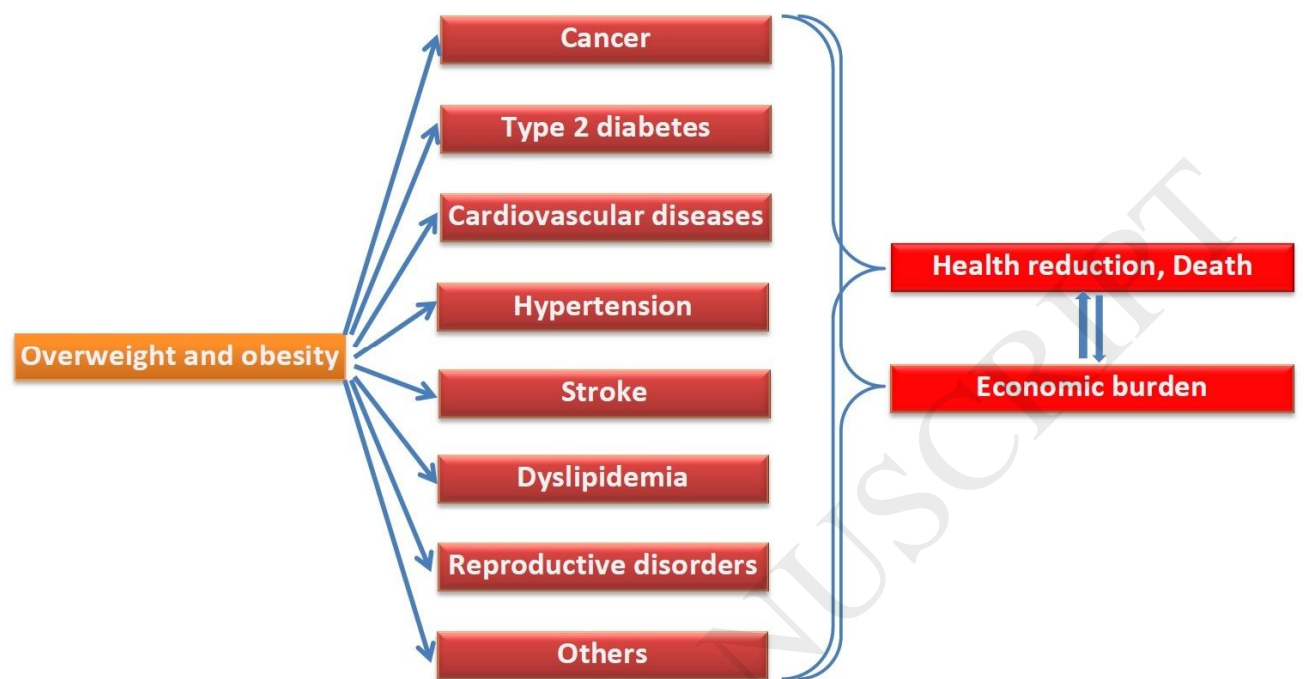 Cancer
Type 2 diabetes
Cardiovascular diseases
Hypertension
Overweight and obesity
Stroke
Dyslipidemia
Reproductive disorders
Others
Health reduction, Death
Economic burden
NUSCRIPT